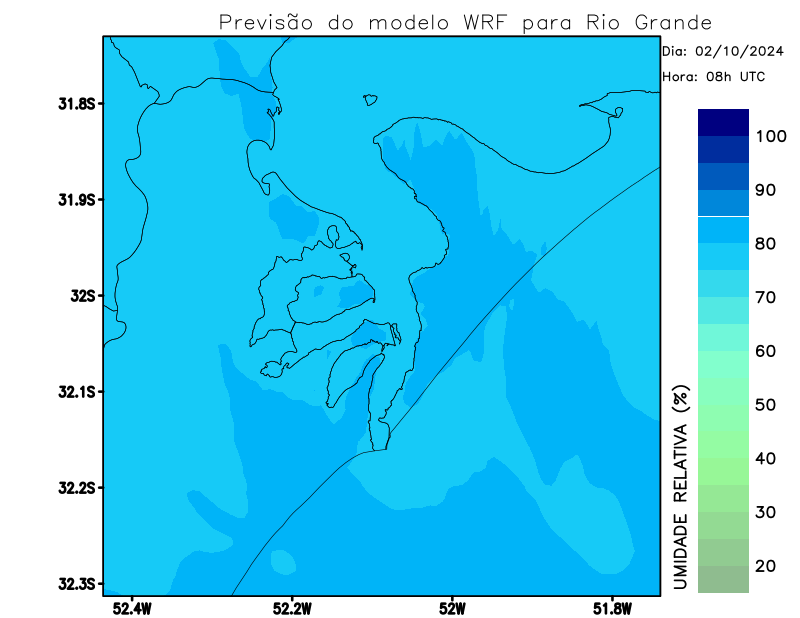 Previsão do modelo WRF para Rio Grande
Dia: 02/10/2024
Hora: 08h UTC
31.8S
31.9S
32S
32.1S
32.2S
32.3S
52.4W
52.2W
52W
51.8W
100
90
80
70
60
50
40
30
20
UMIDADE RELATIVA (%)